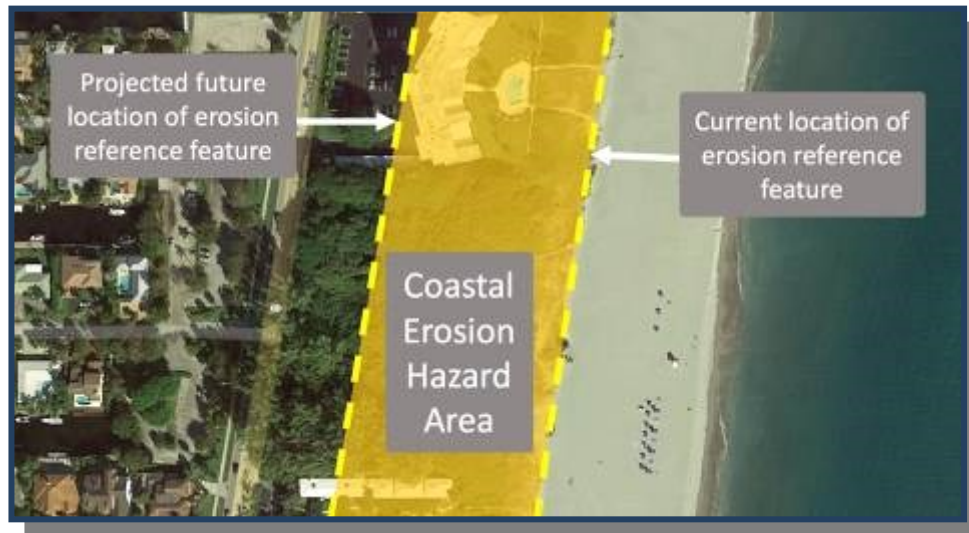 Projected future
location of erosion
reference feature
Current location of
erosion reference
feature
Coastal
Erosion
Hazard
Area